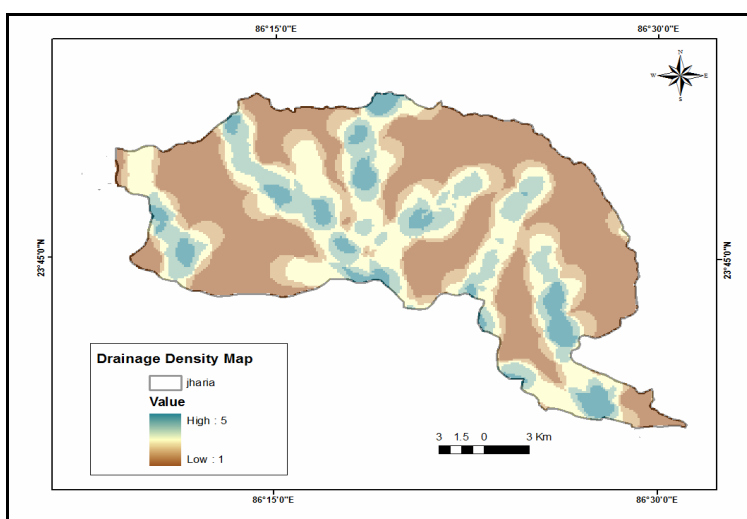 86°15'0"E
86°30'0"E
N
W
E
S
23°45'0"N
23°45'0"N
Drainage Density Map
jharia
Value
High : 5
Low : 1
3 1.5 0 3 Km
86°15'0"E
86°30'0"E